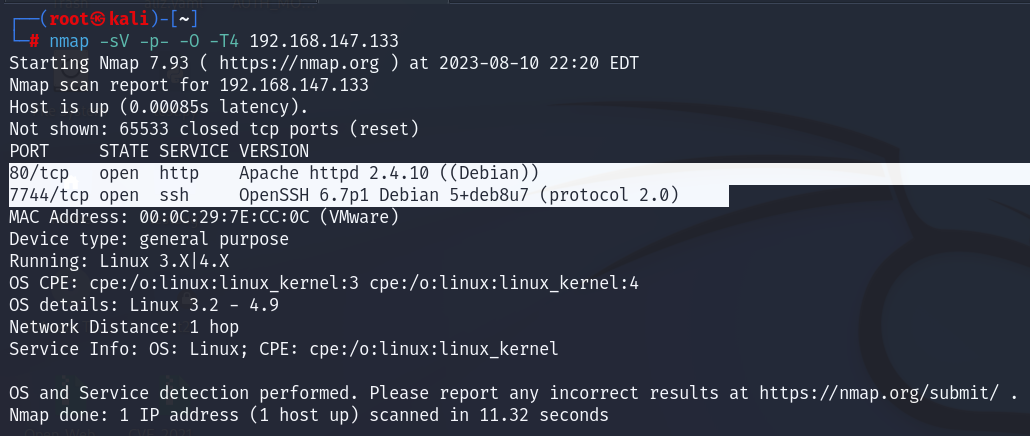 ┌──(root㉿kali)-[~]
└─# nmap -sV -p- -O -T4 192.168.147.133
Starting Nmap 7.93 ( https://nmap.org ) at 2023-08-10 22:20 EDT
Nmap scan report for 192.168.147.133
Host is up (0.00085s latency).
Not shown: 65533 closed tcp ports (reset)
PORT     STATE SERVICE VERSION
80/tcp   open  http    Apache httpd 2.4.10 ((Debian))
7744/tcp open  ssh     OpenSSH 6.7p1 Debian 5+deb8u7 (protocol 2.0)
MAC Address: 00:0C:29:7E:CC:0C (VMware)
Device type: general purpose
Running: Linux 3.X|4.X
OS CPE: cpe:/o:linux:linux_kernel:3 cpe:/o:linux:linux_kernel:4
OS details: Linux 3.2 - 4.9
Network Distance: 1 hop
Service Info: OS: Linux; CPE: cpe:/o:linux:linux_kernel

OS and Service detection performed. Please report any incorrect results at https://nmap.org/submit/ .
Nmap done: 1 IP address (1 host up) scanned in 11.32 seconds